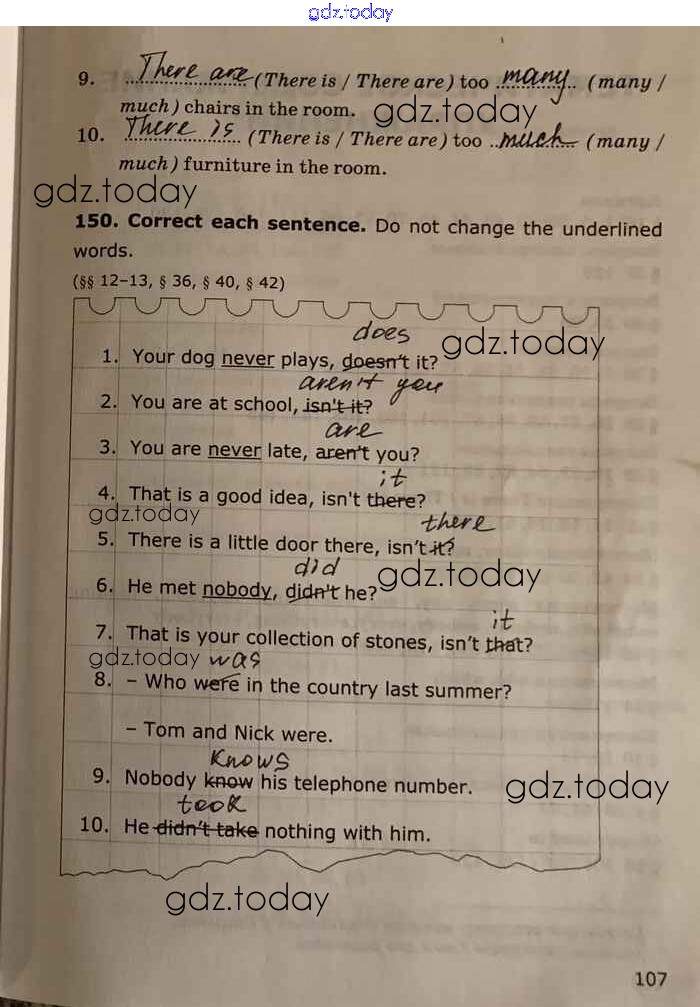 gdz.today
9. There are (There is / There are) too many (many /
much) chairs in the room. gdz.today
10. There is (There is / There are) too much (many /
much) furniture in the room.
gdz.today
150. Correct each sentence. Do not change the underlined
words.
(§§ 12–13, § 36, § 40, § 42)
does
1. Your dog never plays, doesn't it? gdz.today
aren't you
2. You are at school, isn't it?
are
3. You are never late, aren't you?
it
4. That is a good idea, isn't there?
gdz.today there
5. There is a little door there, isn't it?
did
6. He met nobody, didn't he? gdz.today
it
7. That is your collection of stones, isn't that?
gdz.today was
8. – Who were in the country last summer?
– Tom and Nick were.
knows
9. Nobody know his telephone number. gdz.today
took
10. He didn't take nothing with him.
gdz.today
107